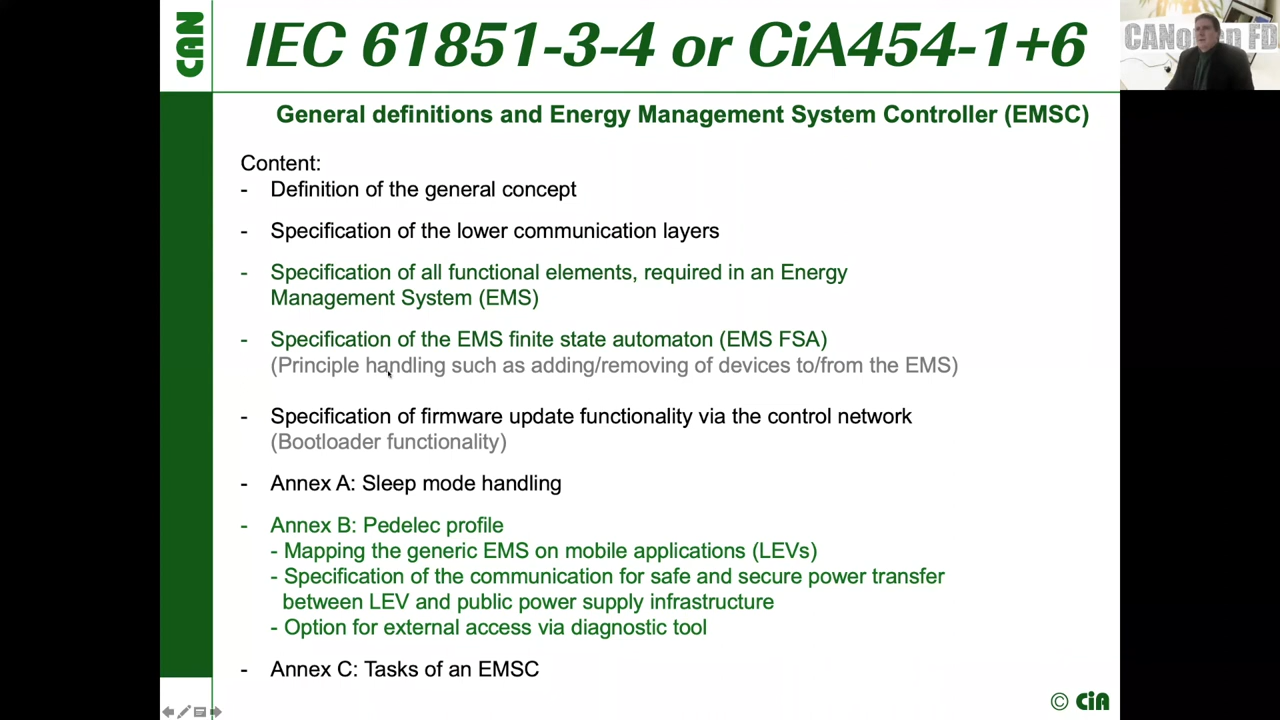 CAN
IEC 61851-3-4 or CiA454-1+6
General definitions and Energy Management System Controller (EMSC)
Content:
- Definition of the general concept
- Specification of the lower communication layers
- Specification of all functional elements, required in an Energy
Management System (EMS)
- Specification of the EMS finite state automaton (EMS FSA)
(Principle handling such as adding/removing of devices to/from the EMS)
- Specification of firmware update functionality via the control network
(Bootloader functionality)
- Annex A: Sleep mode handling
- Annex B: Pedelec profile
- Mapping the generic EMS on mobile applications (LEVs)
- Specification of the communication for safe and secure power transfer
between LEV and public power supply infrastructure
- Option for external access via diagnostic tool
- Annex C: Tasks of an EMSC
© CiA